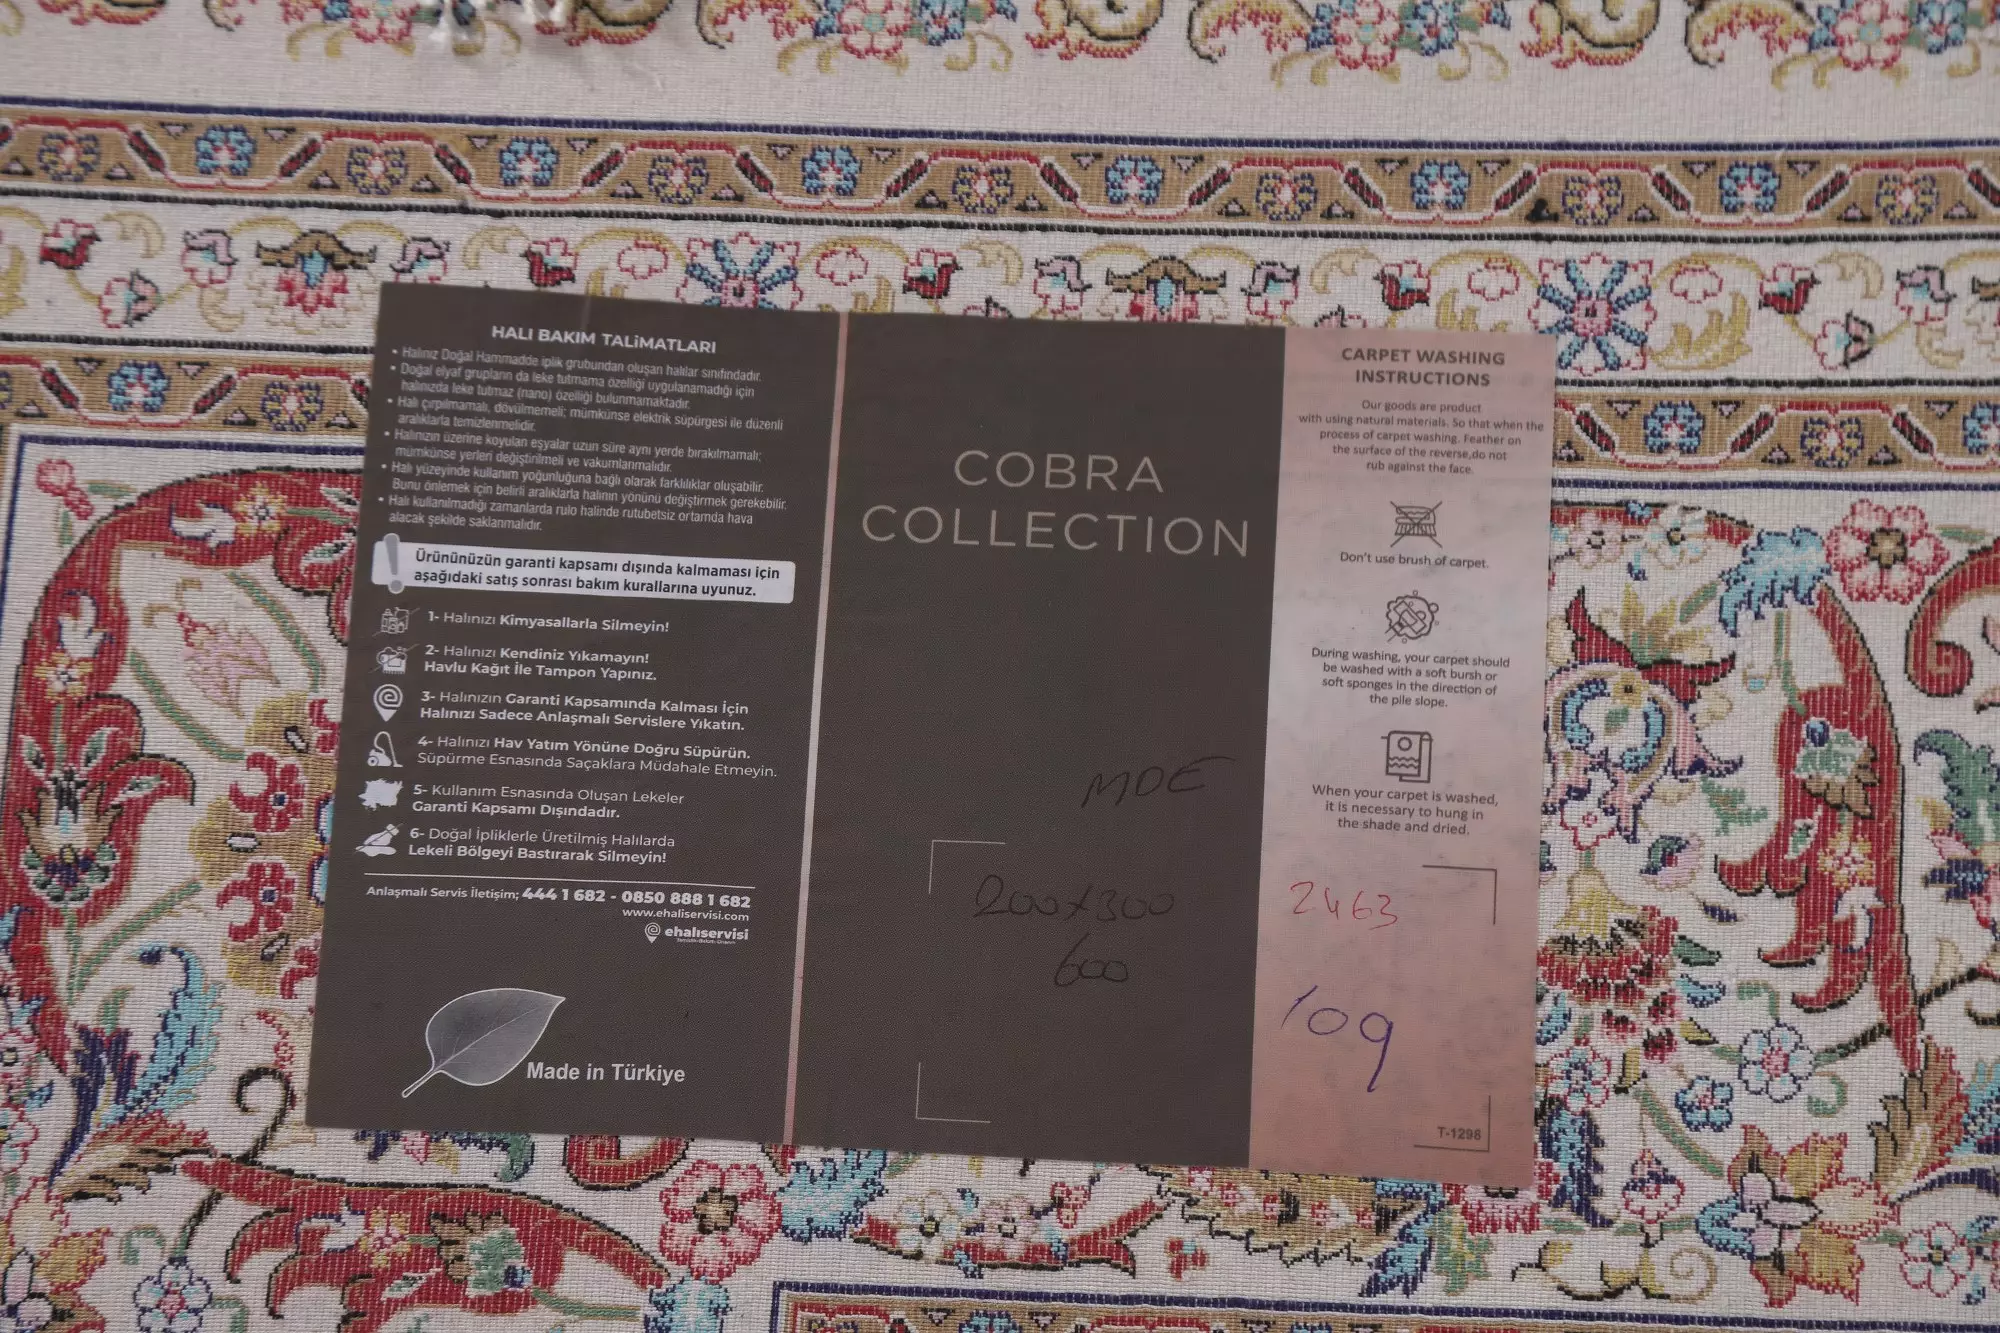 HALI BAKIM TALİMATLARI
• Halınız Doğal Hammadde iplik grubundan oluşan halılar sınıfındadır.
• Doğal elyaf grupların da leke tutmama özelliği uygulanamadığı için
halınızda leke tutmaz (nano) özelliği bulunmamaktadır.
• Halı çırpılmamalı, dövülmemeli; mümkünse elektrik süpürgesi ile düzenli
aralıklarla temizlenmelidir.
• Halınızın üzerine koyulan eşyalar uzun süre aynı yerde bırakılmamalı;
mümkünse yerleri değiştirilmeli ve vakumlanmalıdır.
• Halı yüzeyinde kullanım yoğunluğuna bağlı olarak farklılıklar oluşabilir.
Bunu önlemek için belirli aralıklarla halının yönünü değiştirmek gerekebilir.
• Halı kullanılmadığı zamanlarda rulo halinde rutubetsiz ortamda hava
alacak şekilde saklanmalıdır.
Ürününüzün garanti kapsamı dışında kalmaması için
aşağıdaki satış sonrası bakım kurallarına uyunuz.
1- Halınızı Kimyasallarla Silmeyin!
2- Halınızı Kendiniz Yıkamayın!
Havlu Kağıt İle Tampon Yapınız.
3- Halınızın Garanti Kapsamında Kalması İçin
Halınızı Sadece Anlaşmalı Servislere Yıkatın.
4- Halınızı Hav Yatım Yönüne Doğru Süpürün.
Süpürme Esnasında Saçaklara Müdahale Etmeyin.
5- Kullanım Esnasında Oluşan Lekeler
Garanti Kapsamı Dışındadır.
6- Doğal İpliklerle Üretilmiş Halılarda
Lekeli Bölgeyi Bastırarak Silmeyin!
Anlaşmalı Servis İletişim; 444 1 682 - 0850 888 1 682
www.ehaliservisi.com
ehalıservisi
Made in Türkiye
COBRA
COLLECTION
MDE
200x300
600
CARPET WASHING
INSTRUCTIONS
Our goods are product
with using natural materials. So that when the
process of carpet washing. Feather on
the surface of the reverse,do not
rub against the face.
Don't use brush of carpet.
During washing, your carpet should
be washed with a soft bursh or
soft sponges in the direction of
the pile slope.
When your carpet is washed,
it is necessary to hung in
the shade and dried.
2463
109
T-1298